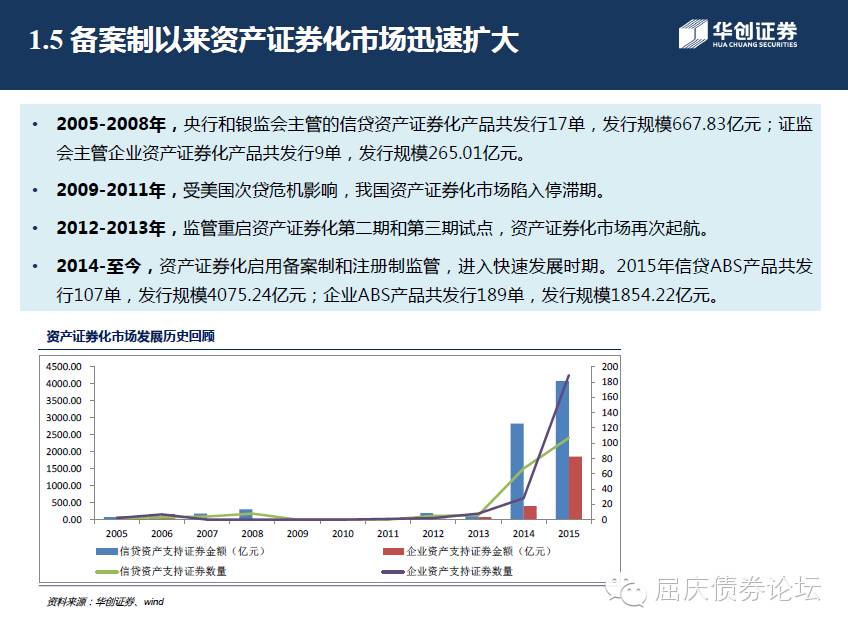 1.5 备案制以来资产证券化市场迅速扩大
华创证券
HUA CHUANG SECURITIES
• 2005-2008年，央行和银监会主管的信贷资产证券化产品共发行17单，发行规模667.83亿元；证监
会主管企业资产证券化产品共发行9单，发行规模265.01亿元。
• 2009-2011年，受美国次贷危机影响，我国资产证券化市场陷入停滞期。
• 2012-2013年，监管重启资产证券化第二期和第三期试点，资产证券化市场再次起航。
• 2014-至今，资产证券化启用备案制和注册制监管，进入快速发展时期。2015年信贷ABS产品共发
行107单，发行规模4075.24亿元；企业ABS产品共发行189单，发行规模1854.22亿元。
资产证券化市场发展历史回顾
4500.00 200
4000.00 180
3500.00 160
3000.00 140
2500.00 120
2000.00 100
1500.00 80
1000.00 60
500.00 40
0.00 20
0
2005 2006 2007 2008 2009 2010 2011 2012 2013 2014 2015
信贷资产支持证券金额（亿元） 企业资产支持证券金额（亿元）
信贷资产支持证券数量 企业资产支持证券数量
资料来源：华创证券、wind
屈庆债券论坛